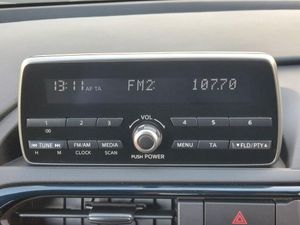 13:11 AF TA FM2 107.70
VOL
1 2 3 4 5 6
∞
⏮ TUNE ⏭ FM/AM MEDIA MENU TA ▼FLD/PTY▲
H M CLOCK SCAN PUSH POWER